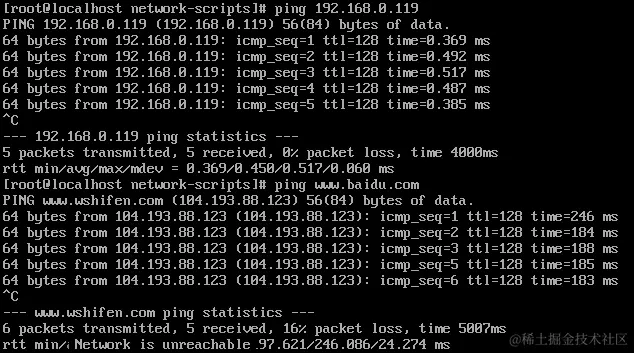 [root@localhost network-scripts]# ping 192.168.0.119
PING 192.168.0.119 (192.168.0.119) 56(84) bytes of data.
64 bytes from 192.168.0.119: icmp_seq=1 ttl=128 time=0.369 ms
64 bytes from 192.168.0.119: icmp_seq=2 ttl=128 time=0.492 ms
64 bytes from 192.168.0.119: icmp_seq=3 ttl=128 time=0.517 ms
64 bytes from 192.168.0.119: icmp_seq=4 ttl=128 time=0.487 ms
64 bytes from 192.168.0.119: icmp_seq=5 ttl=128 time=0.385 ms
^C
--- 192.168.0.119 ping statistics ---
5 packets transmitted, 5 received, 0% packet loss, time 4000ms
rtt min/avg/max/mdev = 0.369/0.450/0.517/0.060 ms
[root@localhost network-scripts]# ping www.baidu.com
PING www.wshifen.com (104.193.88.123) 56(84) bytes of data.
64 bytes from 104.193.88.123 (104.193.88.123): icmp_seq=1 ttl=128 time=246 ms
64 bytes from 104.193.88.123 (104.193.88.123): icmp_seq=2 ttl=128 time=184 ms
64 bytes from 104.193.88.123 (104.193.88.123): icmp_seq=3 ttl=128 time=188 ms
64 bytes from 104.193.88.123 (104.193.88.123): icmp_seq=5 ttl=128 time=185 ms
64 bytes from 104.193.88.123 (104.193.88.123): icmp_seq=6 ttl=128 time=183 ms
^C
--- www.wshifen.com ping statistics ---
6 packets transmitted, 5 received, 16% packet loss, time 5007ms
rtt min/a Network is unreachable 97.621/246.086/24.274 ms
@稀土掘金技术社区